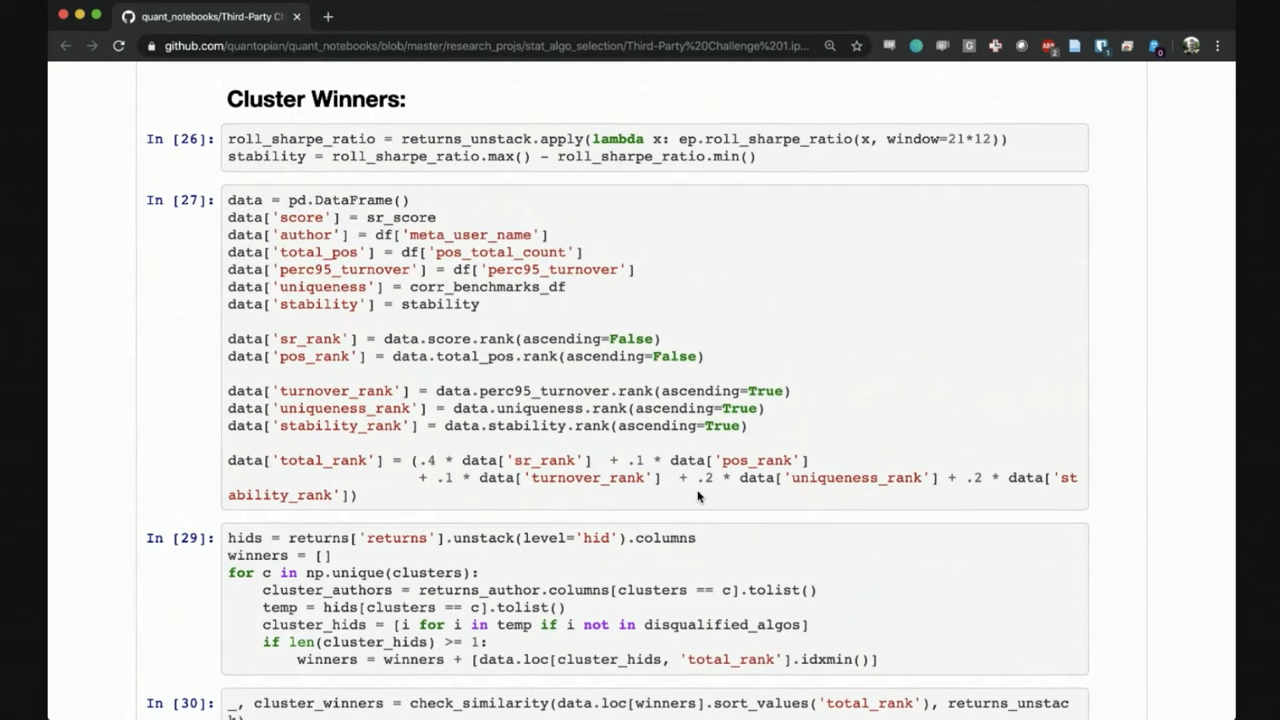 quant_notebooks/Third-Party Ch
github.com/quantopian/quant_notebooks/blob/master/research_projs/stat_algo_selection/Third-Party%20Challenge%201.ip...
Cluster Winners:
In [26]: roll_sharpe_ratio = returns_unstack.apply(lambda x: ep.roll_sharpe_ratio(x, window=21*12))
stability = roll_sharpe_ratio.max() - roll_sharpe_ratio.min()
In [27]: data = pd.DataFrame()
data['score'] = sr_score
data['author'] = df['meta_user_name']
data['total_pos'] = df['pos_total_count']
data['perc95_turnover'] = df['perc95_turnover']
data['uniqueness'] = corr_benchmarks_df
data['stability'] = stability
data['sr_rank'] = data.score.rank(ascending=False)
data['pos_rank'] = data.total_pos.rank(ascending=False)
data['turnover_rank'] = data.perc95_turnover.rank(ascending=True)
data['uniqueness_rank'] = data.uniqueness.rank(ascending=True)
data['stability_rank'] = data.stability.rank(ascending=True)
data['total_rank'] = (.4 * data['sr_rank'] + .1 * data['pos_rank']
+ .1 * data['turnover_rank'] + .2 * data['uniqueness_rank'] + .2 * data['st
ability_rank'])
In [29]: hids = returns['returns'].unstack(level='hid').columns
winners = []
for c in np.unique(clusters):
cluster_authors = returns_author.columns[clusters == c].tolist()
temp = hids[clusters == c].tolist()
cluster_hids = [i for i in temp if i not in disqualified_algos]
if len(cluster_hids) >= 1:
winners = winners + [data.loc[cluster_hids, 'total_rank'].idxmin()]
In [30]: _, cluster_winners = check_similarity(data.loc[winners].sort_values('total_rank'), returns_unstac